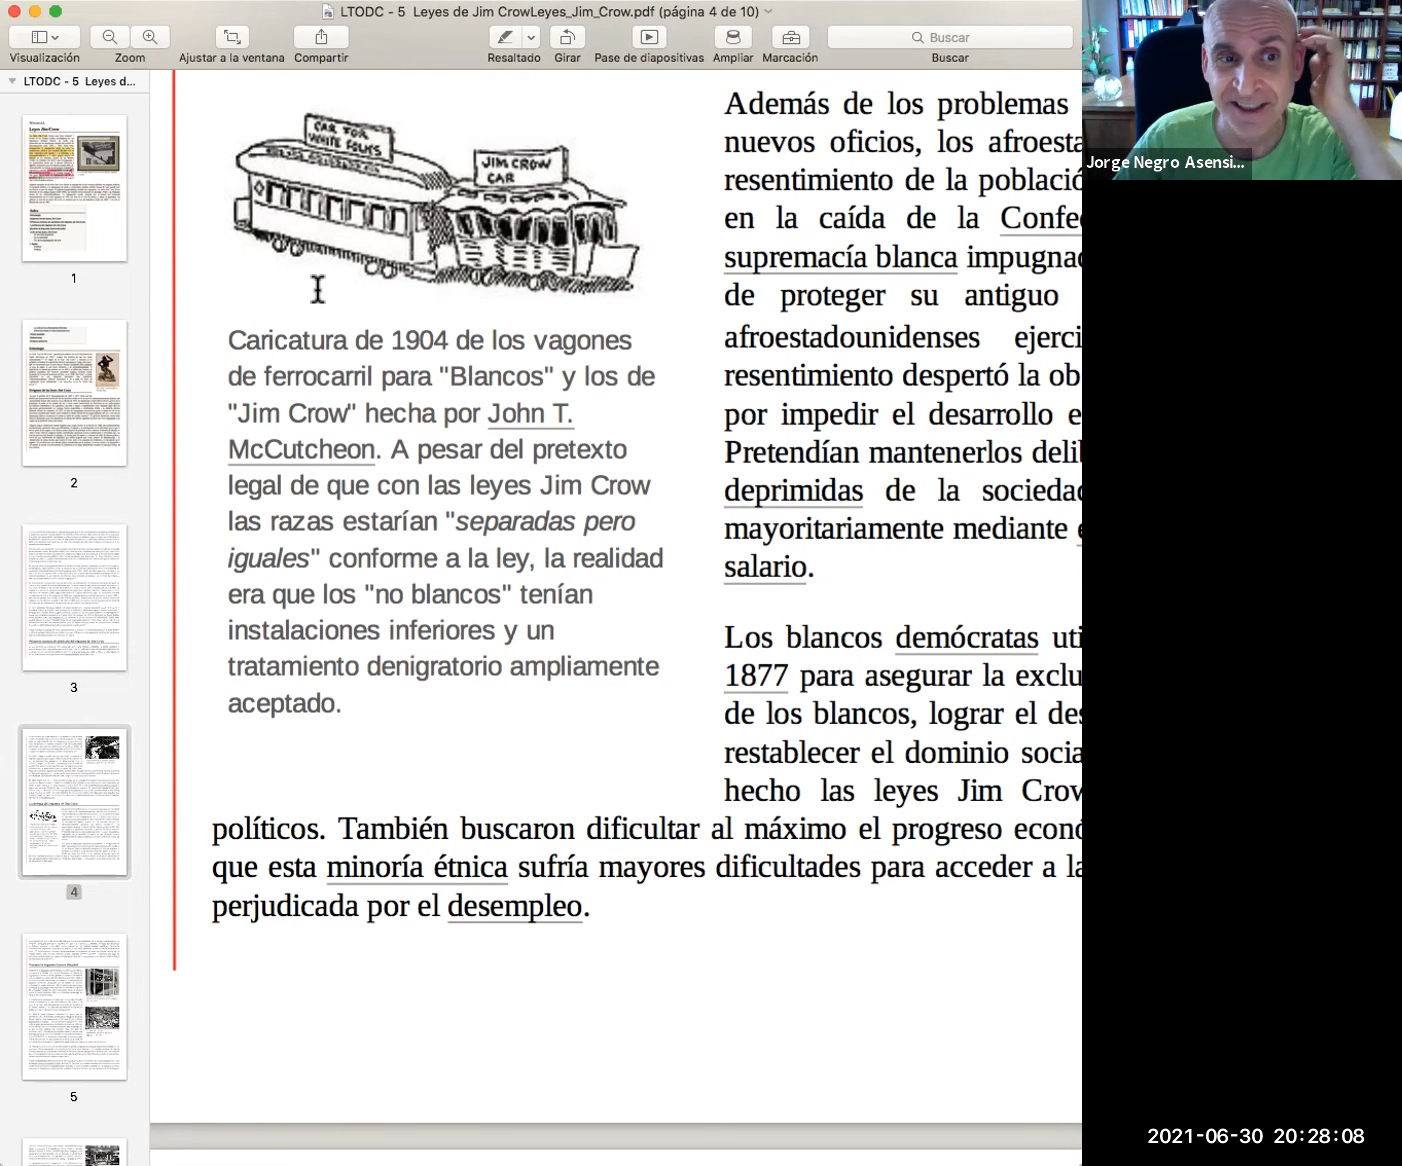 LTODC - 5 Leyes de Jim CrowLeyes_Jim_Crow.pdf (página 4 de 10)
Visualización Zoom Ajustar a la ventana Compartir Resaltado Girar Pase de diapositivas Ampliar Marcación Buscar
Buscar
LTODC - 5 Leyes d...
1
2
3
4
5
CAR FOR
WHITE FOLKS
JIM CROW
CAR
Caricatura de 1904 de los vagones
de ferrocarril para "Blancos" y los de
"Jim Crow" hecha por John T.
McCutcheon. A pesar del pretexto
legal de que con las leyes Jim Crow
las razas estarían "separadas pero
iguales" conforme a la ley, la realidad
era que los "no blancos" tenían
instalaciones inferiores y un
tratamiento denigratorio ampliamente
aceptado.
Además de los problemas
nuevos oficios, los afroesta
resentimiento de la població
en la caída de la Confe
supremacía blanca impugna
de proteger su antiguo
afroestadounidenses ejerci
sentimiento despertó la ob
por impedir el desarrollo e
Pretendían mantenerlos deli
deprimidas de la sociedad
mayoritariamente mediante e
salario.
Los blancos demócratas uti
1877 para asegurar la exclu
de los blancos, lograr el des
restablecer el dominio socia
hecho las leyes Jim Crow
políticos. También buscaron dificultar al máximo el progreso econó
que esta minoría étnica sufría mayores dificultades para acceder a la
perjudicada por el desempleo.
Jorge Negro Asensi...
2021-06-30 20:28:08